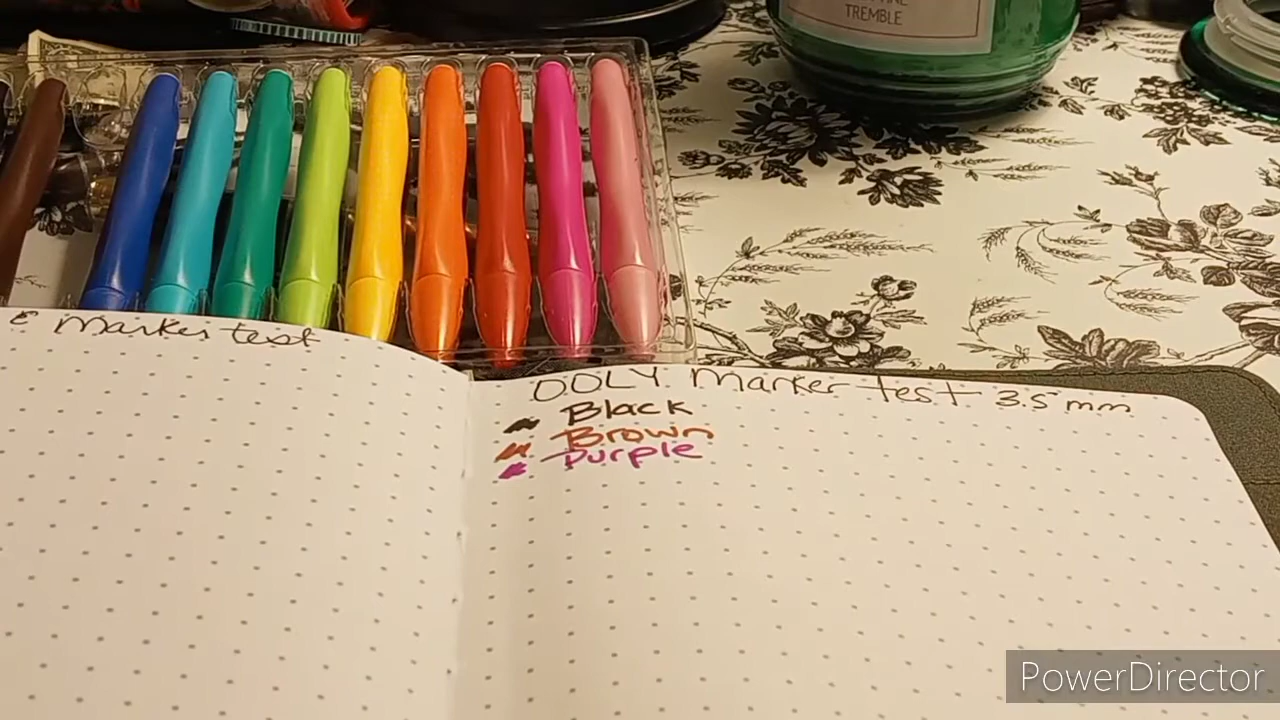 TREMBLE
marker test
OOLY marker test 3.5 mm
Black
Brown
Purple
PowerDirector